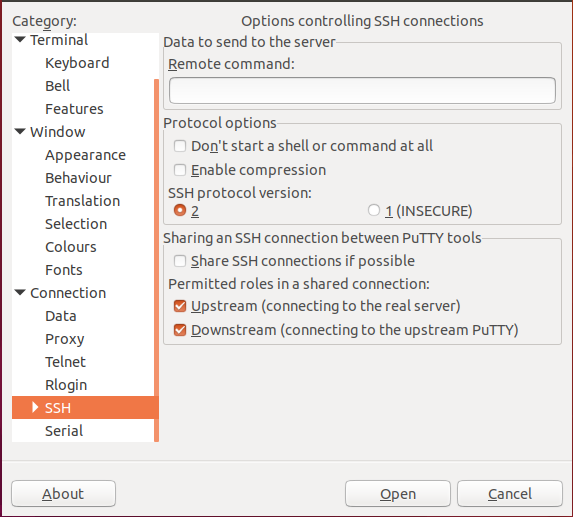 Category:
Terminal
Keyboard
Bell
Features
Window
Appearance
Behaviour
Translation
Selection
Colours
Fonts
Connection
Data
Proxy
Telnet
Rlogin
SSH
Serial
Options controlling SSH connections
Data to send to the server
Remote command:
Protocol options
Don't start a shell or command at all
Enable compression
SSH protocol version:
2 1 (INSECURE)
Sharing an SSH connection between PuTTY tools
Share SSH connections if possible
Permitted roles in a shared connection:
Upstream (connecting to the real server)
Downstream (connecting to the upstream PuTTY)
About Open Cancel